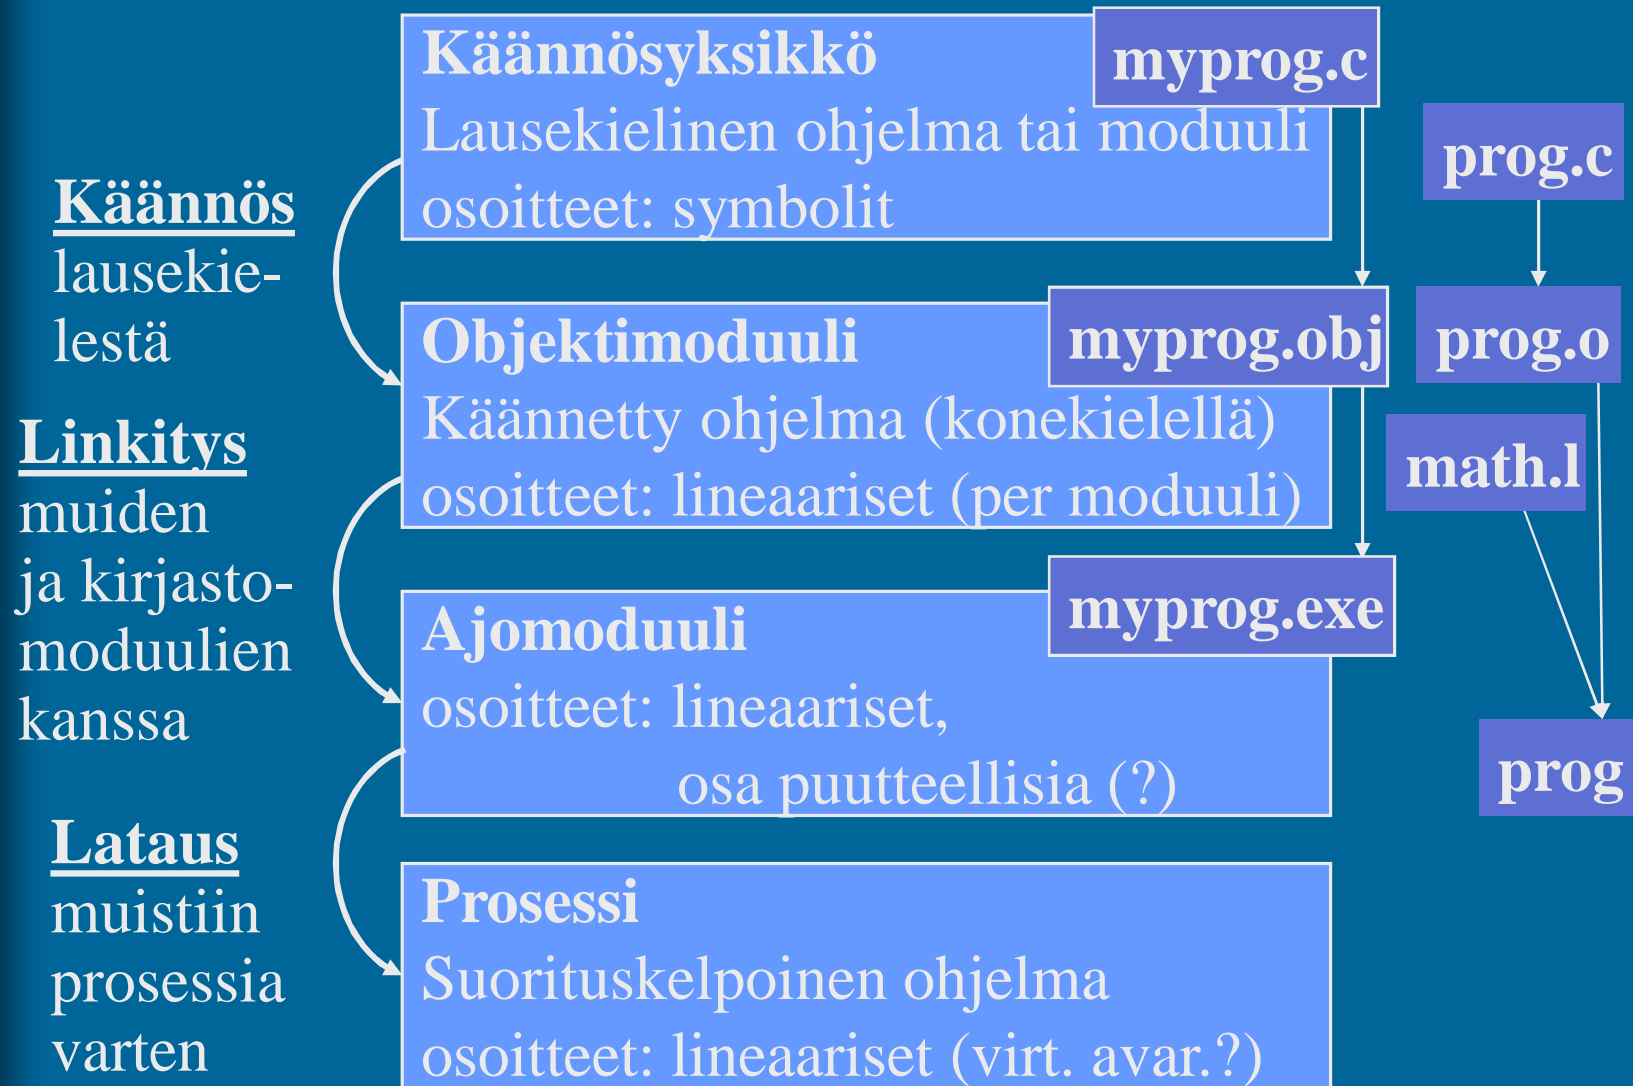 Käännösyksikkö
myprog.c
Lausekielinen ohjelma tai moduuli
osoitteet: symbolit
prog.c
Käännös
lausekie-
lestä
Objektimoduuli
myprog.obj
prog.o
Käännetty ohjelma (konekielellä)
osoitteet: lineaariset (per moduuli)
math.l
Linkitys
muiden
ja kirjasto-
moduulien
kanssa
Ajomoduuli
myprog.exe
osoitteet: lineaariset,
osa puutteellisia (?)
prog
Lataus
muistiin
prosessia
varten
Prosessi
Suorituskelpoinen ohjelma
osoitteet: lineaariset (virt. avar.?)